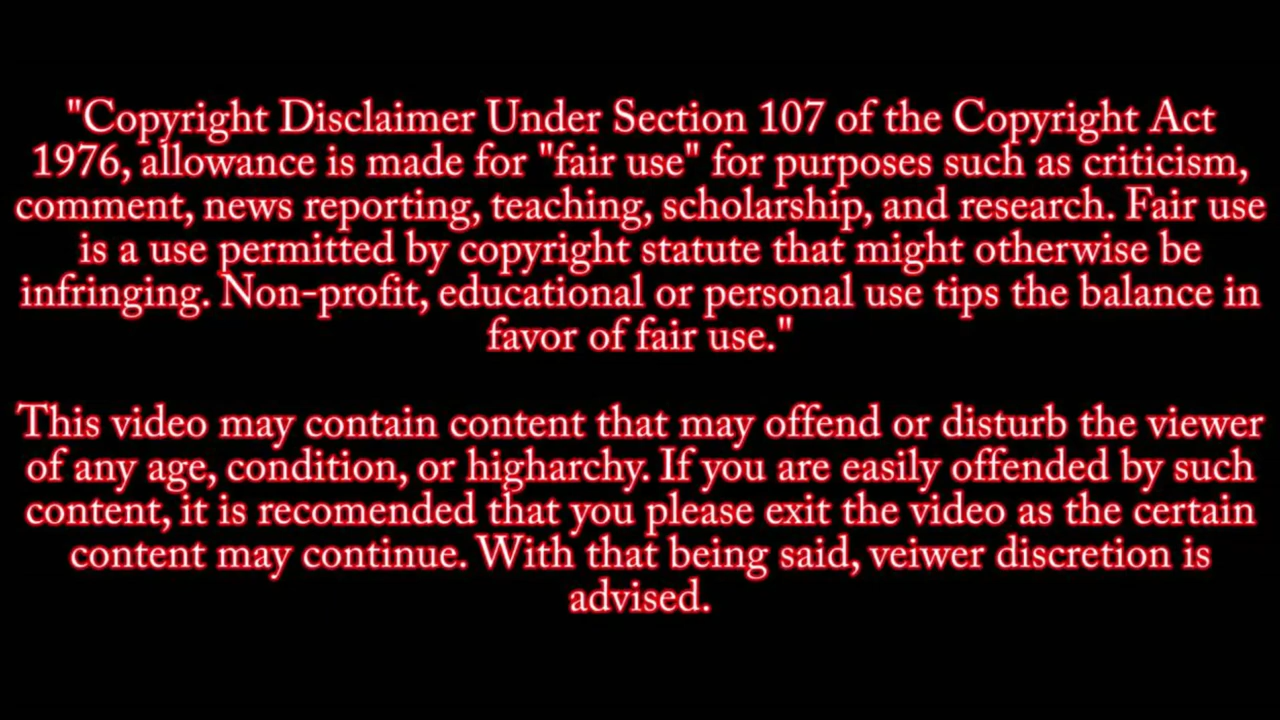 "Copyright Disclaimer Under Section 107 of the Copyright Act
1976, allowance is made for "fair use" for purposes such as criticism,
comment, news reporting, teaching, scholarship, and research. Fair use
is a use permitted by copyright statute that might otherwise be
infringing. Non-profit, educational or personal use tips the balance in
favor of fair use."
This video may contain content that may offend or disturb the viewer
of any age, condition, or higharchy. If you are easily offended by such
content, it is recomended that you please exit the video as the certain
content may continue. With that being said, veiwer discretion is
advised.